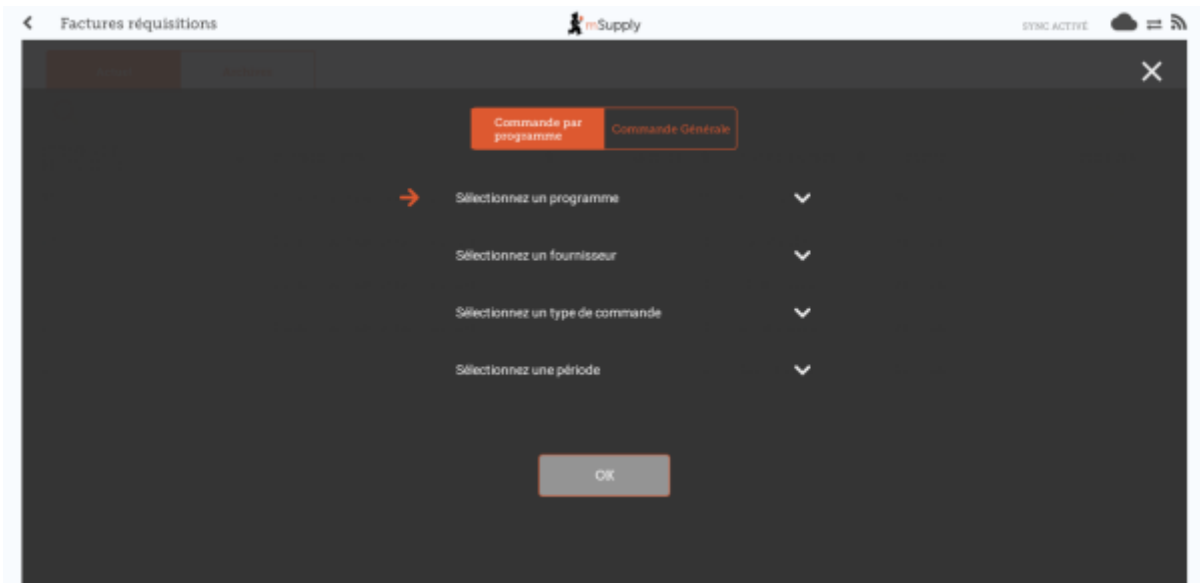 Factures réquisitions
mSupply
SYNC ACTIVÉ
Commande par
programme
Commande Générale
Sélectionnez un programme
Sélectionnez un fournisseur
Sélectionnez un type de commande
Sélectionnez une période
OK